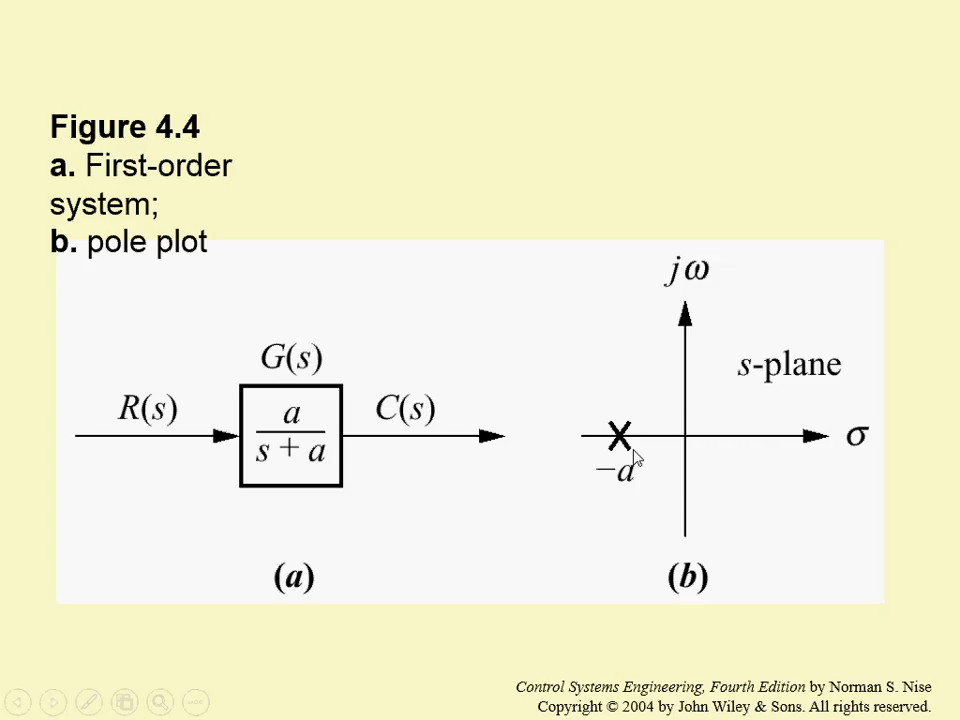 Figure 4.4
a. First-order
system;
b. pole plot
jω
G(s)
s-plane
R(s)
a
C(s)
σ
s + a
−a
(a)
(b)
Control Systems Engineering, Fourth Edition by Norman S. Nise
Copyright © 2004 by John Wiley & Sons. All rights reserved.